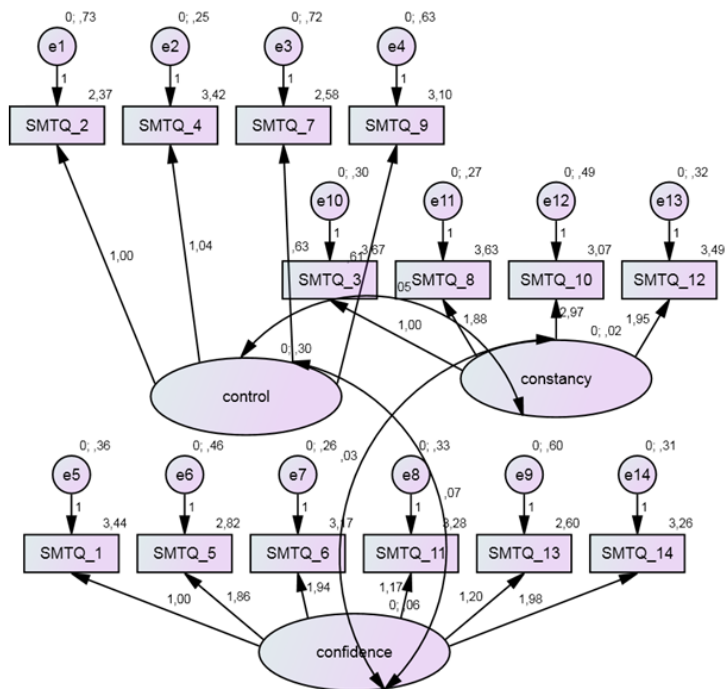 0; ,73
0; ,25
0; ,72
0; ,63
e1
e2
e3
e4
1
1
1
1
2,37
3,42
2,58
3,10
SMTQ_2
SMTQ_4
SMTQ_7
SMTQ_9
0; ,30
0; ,27
0; ,49
0; ,32
e10
e11
e12
e13
1
1
1
1
3,67
3,63
3,07
3,49
SMTQ_3
SMTQ_8
SMTQ_10
SMTQ_12
1,00
1,04
,63
,61
,05
1,00
1,88
2,97
1,95
0; ,30
0; ,02
control
constancy
,03
,07
0; ,36
0; ,46
0; ,26
0; ,33
0; ,60
0; ,31
e5
e6
e7
e8
e9
e14
1
1
1
1
1
1
3,44
2,82
3,17
3,28
2,60
3,26
SMTQ_1
SMTQ_5
SMTQ_6
SMTQ_11
SMTQ_13
SMTQ_14
1,00
1,86
1,94
1,17
1,20
1,98
0; ,06
confidence